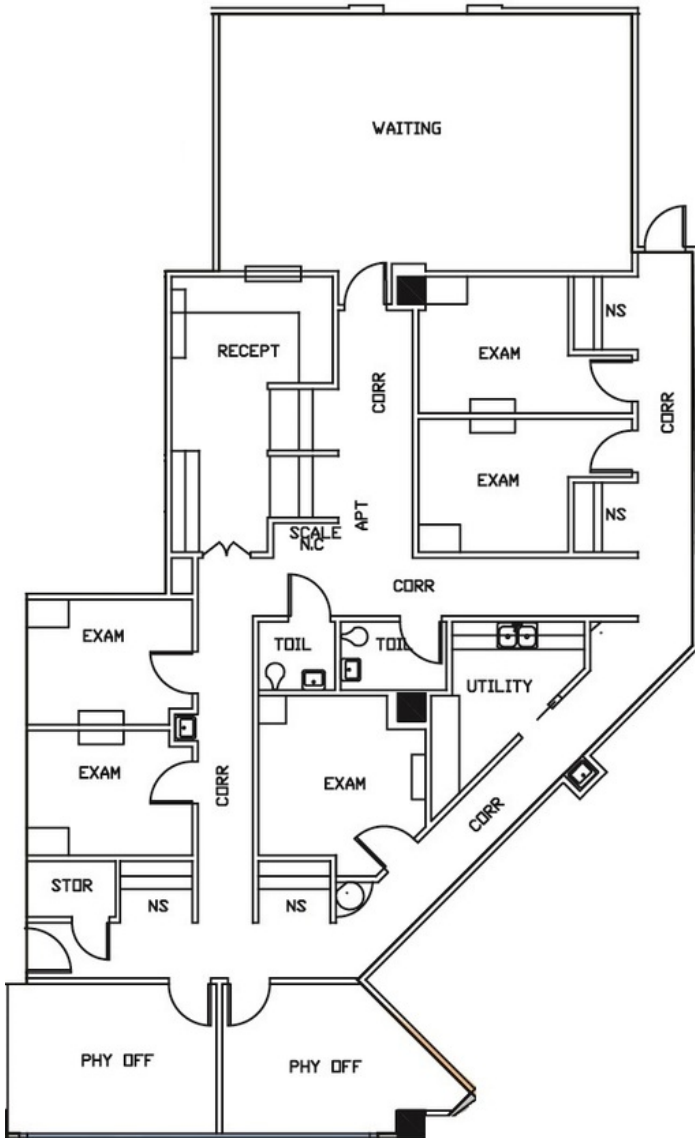 WAITING
RECEPT
CORR
EXAM
NS
CORR
EXAM
NS
APT
SCALE
N.C
CORR
EXAM
TOIL
TOIL
UTILITY
EXAM
CORR
EXAM
CORR
STOR
NS
NS
PHY OFF
PHY OFF